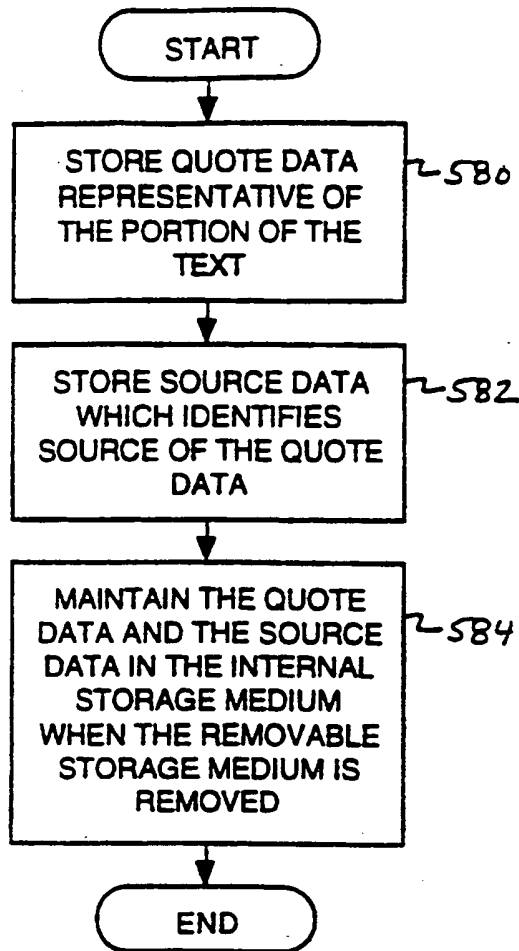 START
STORE QUOTE DATA
REPRESENTATIVE OF
THE PORTION OF THE
TEXT
580
STORE SOURCE DATA
WHICH IDENTIFIES
SOURCE OF THE QUOTE
DATA
582
MAINTAIN THE QUOTE
DATA AND THE SOURCE
DATA IN THE INTERNAL
STORAGE MEDIUM
WHEN THE REMOVABLE
STORAGE MEDIUM IS
REMOVED
584
END